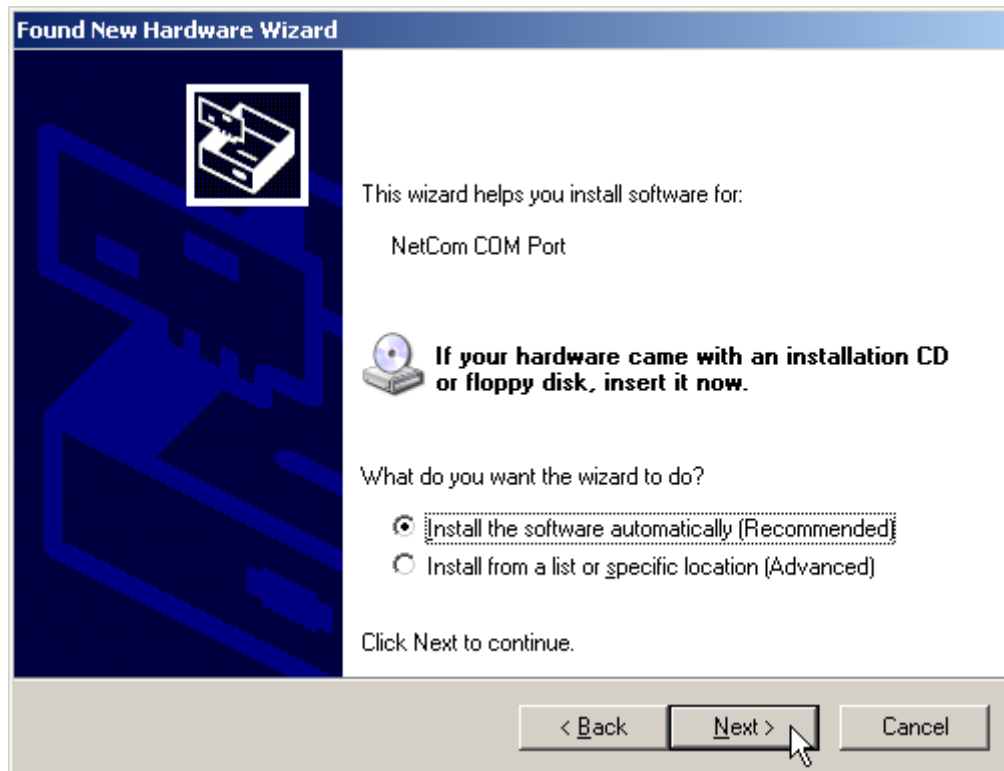 Found New Hardware Wizard
This wizard helps you install software for:
NetCom COM Port
If your hardware came with an installation CD
or floppy disk, insert it now.
What do you want the wizard to do?
Install the software automatically (Recommended)
Install from a list or specific location (Advanced)
Click Next to continue.
< Back Next > Cancel